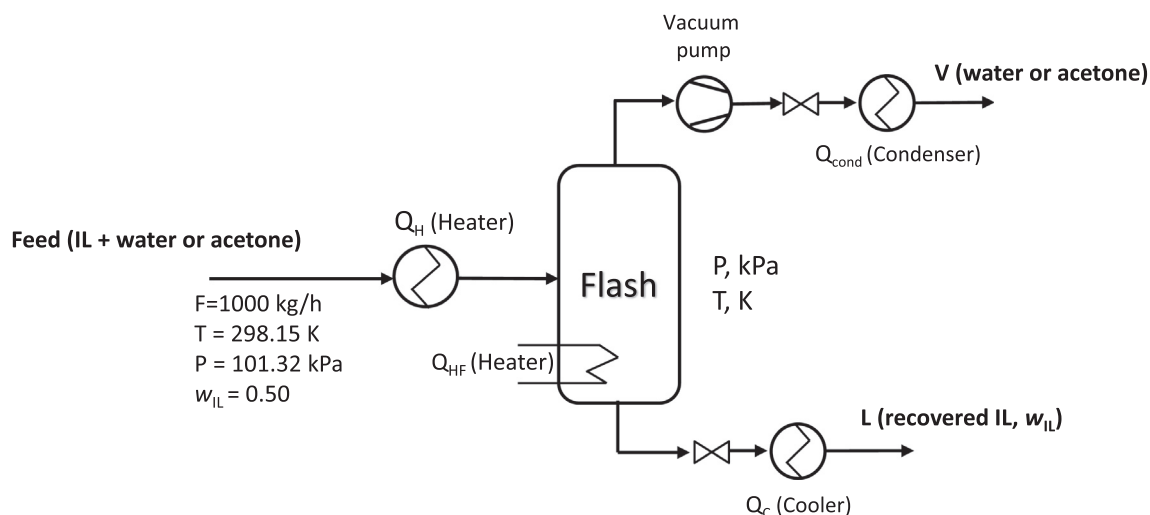 Vacuum
pump
V (water or acetone)
Q_cond (Condenser)
Q_H (Heater)
Feed (IL + water or acetone)
F=1000 kg/h
T = 298.15 K
P = 101.32 kPa
w_IL = 0.50
Flash
P, kPa
T, K
Q_HF (Heater)
L (recovered IL, w_IL)
Q_C (Cooler)